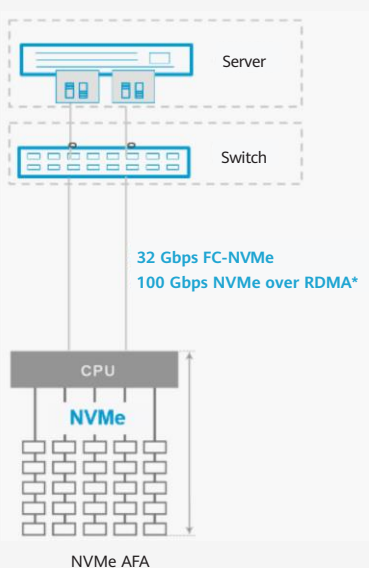 Server
Switch
32 Gbps FC-NVMe
100 Gbps NVMe over RDMA*
CPU
NVMe
NVMe AFA